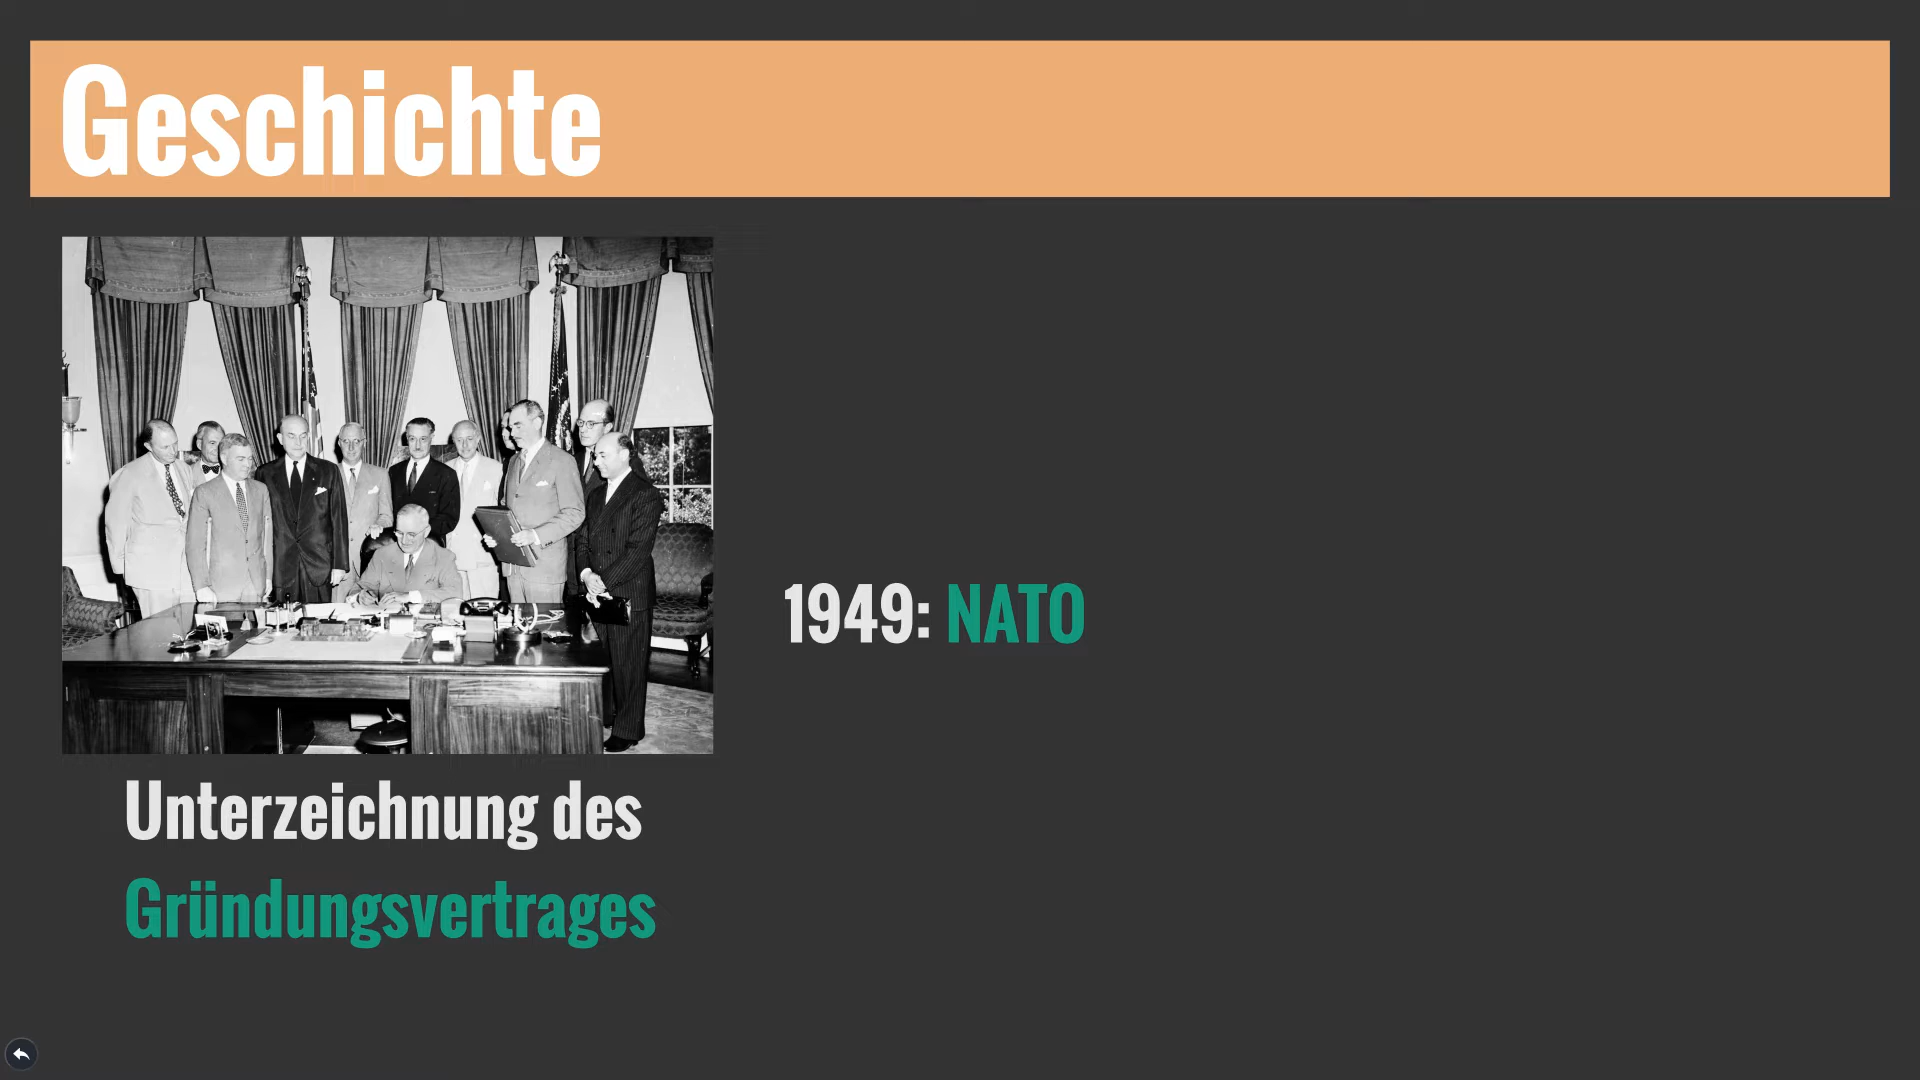 Geschichte
1949: NATO
Unterzeichnung des
Gründungsvertrages